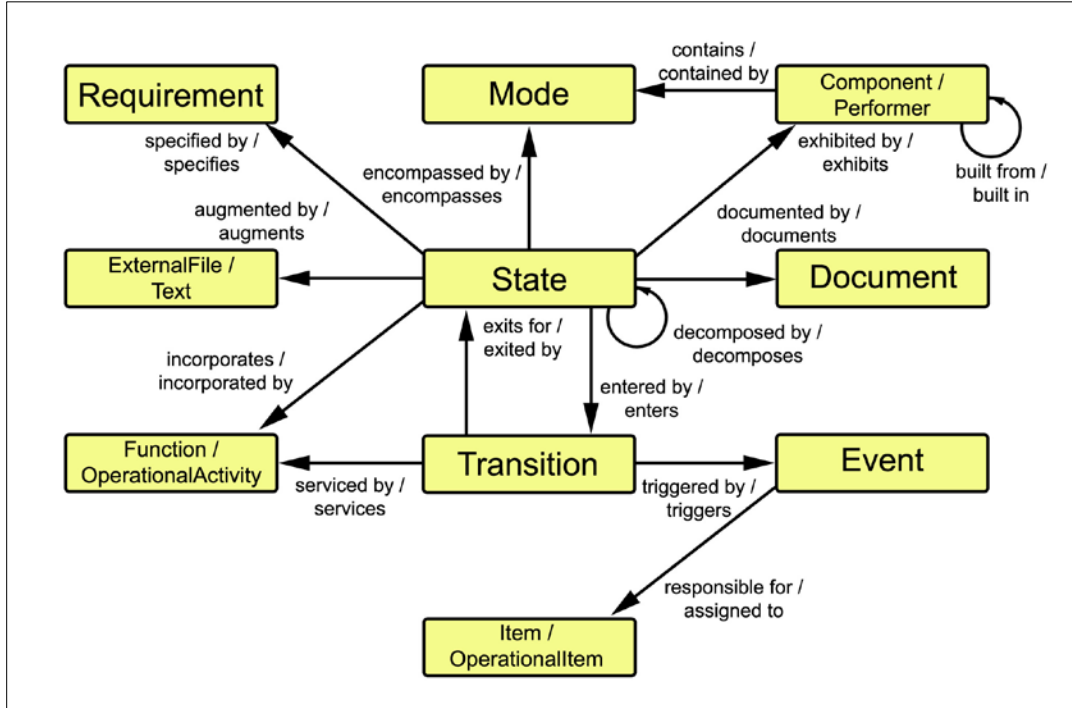 Requirement
Mode
contains /
contained by
Component /
Performer
specified by /
specifies
encompassed by /
encompasses
exhibited by /
exhibits
built from /
built in
augmented by /
augments
documented by /
documents
ExternalFile /
Text
State
Document
exits for /
exited by
decomposed by /
decomposes
incorporates /
incorporated by
entered by /
enters
Function /
OperationalActivity
Transition
Event
serviced by /
services
triggered by /
triggers
responsible for /
assigned to
Item /
OperationalItem